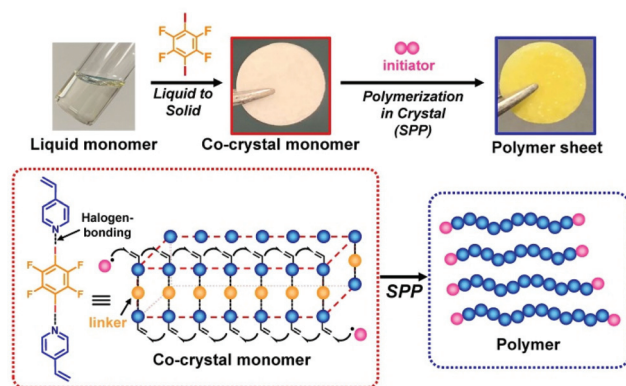 I
F
F
F
F
I
Liquid to
Solid
initiator
Polymerization
in Crystal
(SPP)
Liquid monomer
Co-crystal monomer
Polymer sheet
N
Halogen-
bonding
I
F
F
F
F
I
N
linker
Co-crystal monomer
SPP
Polymer